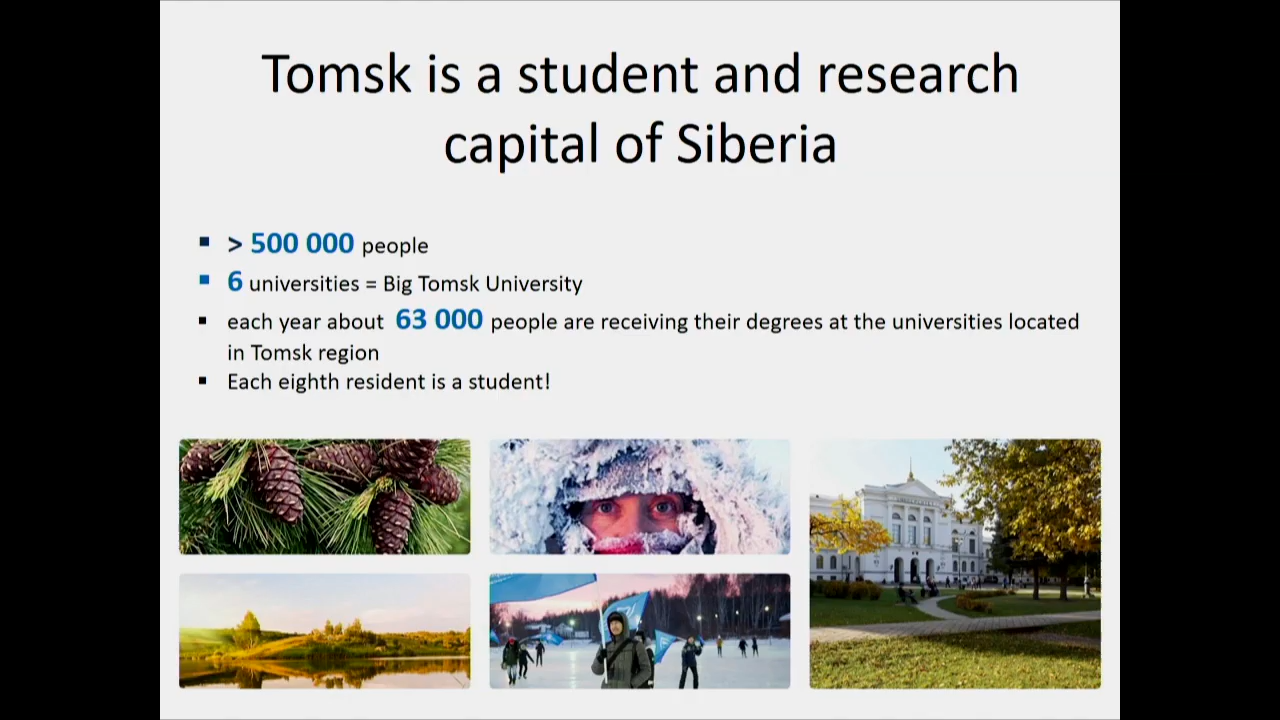 Tomsk is a student and research
capital of Siberia
▪ > 500 000 people
▪ 6 universities = Big Tomsk University
▪ each year about 63 000 people are receiving their degrees at the universities located
in Tomsk region
▪ Each eighth resident is a student!